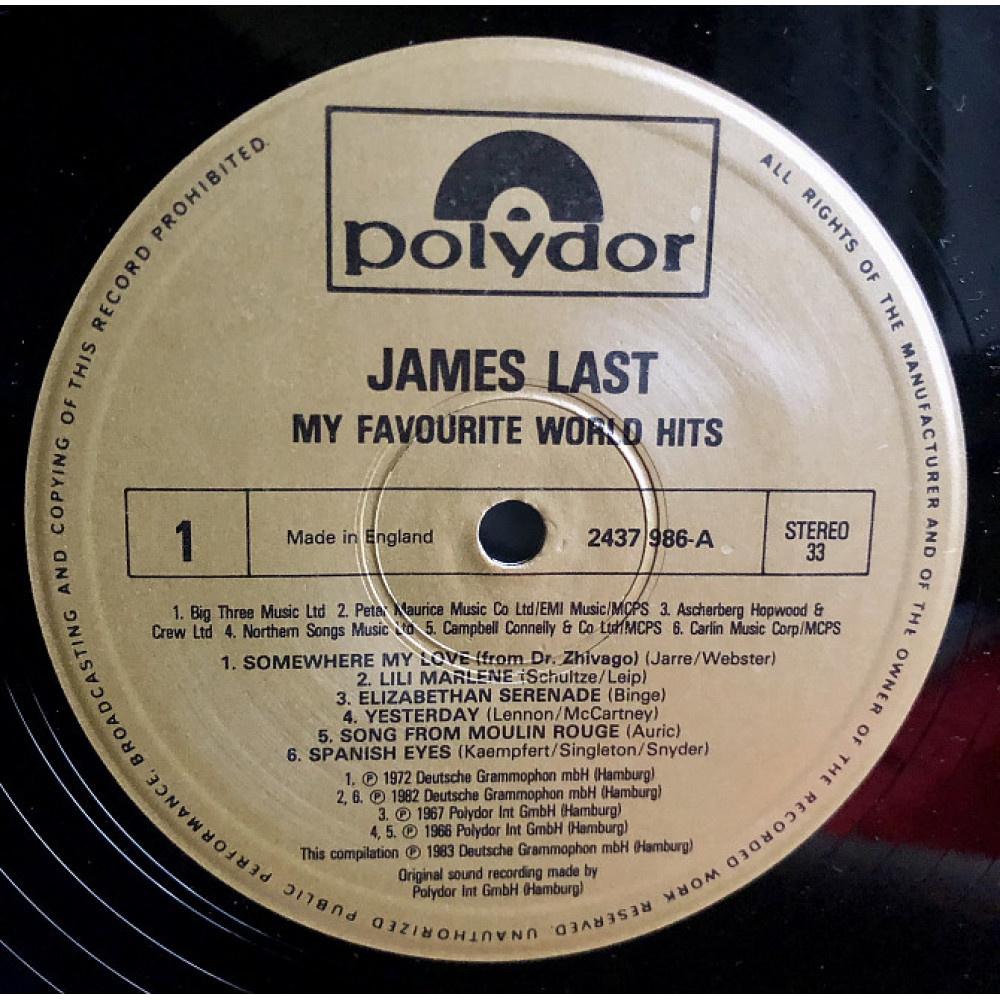 polydor
JAMES LAST
MY FAVOURITE WORLD HITS
1
Made in England
2437 986-A
STEREO
33
1. Big Three Music Ltd 2. Peter Maurice Music Co Ltd/EMI Music/MCPS 3. Ascherberg Hopwood &
Crew Ltd 4. Northern Songs Music Ltd 5. Campbell Connelly & Co Ltd/MCPS 6. Carlin Music Corp/MCPS
1. SOMEWHERE MY LOVE (from Dr. Zhivago) (Jarre/Webster)
2. LILI MARLENE (Schultze/Leip)
3. ELIZABETHAN SERENADE (Binge)
4. YESTERDAY (Lennon/McCartney)
5. SONG FROM MOULIN ROUGE (Auric)
6. SPANISH EYES (Kaempfert/Singleton/Snyder)
1. ℗ 1972 Deutsche Grammophon mbH (Hamburg)
2, 6. ℗ 1982 Deutsche Grammophon mbH (Hamburg)
3. ℗ 1967 Polydor Int GmbH (Hamburg)
4, 5. ℗ 1966 Polydor Int GmbH (Hamburg)
This compilation ℗ 1983 Deutsche Grammophon mbH (Hamburg)
Original sound recording made by
Polydor Int GmbH (Hamburg)
ALL RIGHTS OF THE MANUFACTURER AND OF THE OWNER OF THE RECORDED WORK RESERVED. UNAUTHORIZED PUBLIC PERFORMANCE, BROADCASTING AND COPYING OF THIS RECORD PROHIBITED.